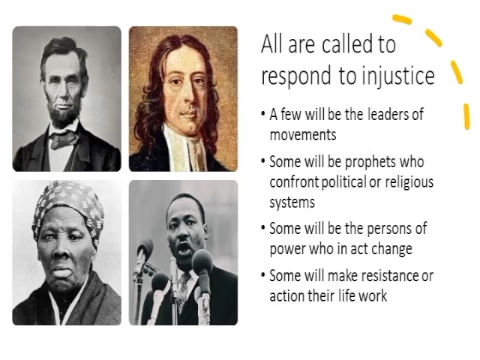 All are called to
respond to injustice
• A few will be the leaders of
movements
• Some will be prophets who
confront political or religious
systems
• Some will be the persons of
power who in act change
• Some will make resistance or
action their life work